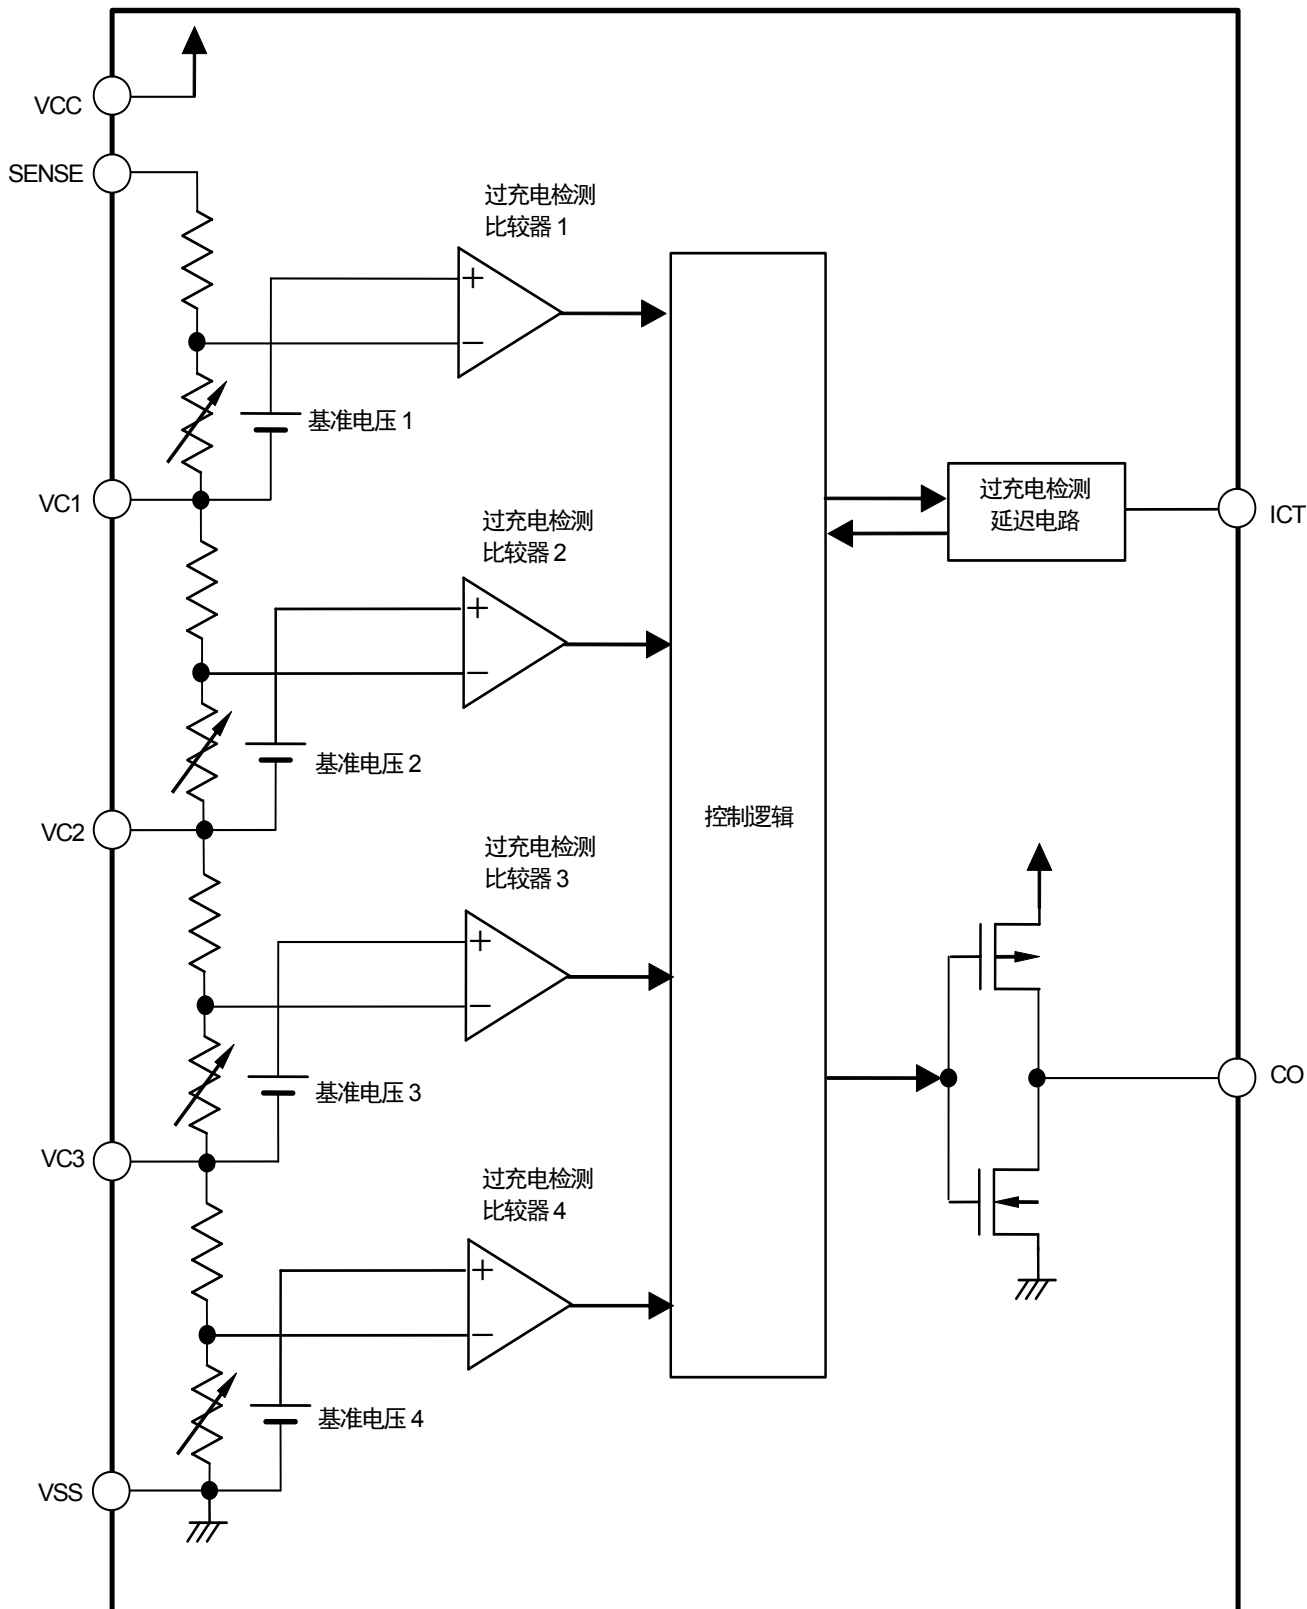 VCC
SENSE
过充电检测
比较器 1
+
−
基准电压 1
VC1
过充电检测
延迟电路
ICT
过充电检测
比较器 2
+
−
基准电压 2
控制逻辑
VC2
过充电检测
比较器 3
+
−
基准电压 3
CO
VC3
过充电检测
比较器 4
+
−
基准电压 4
VSS